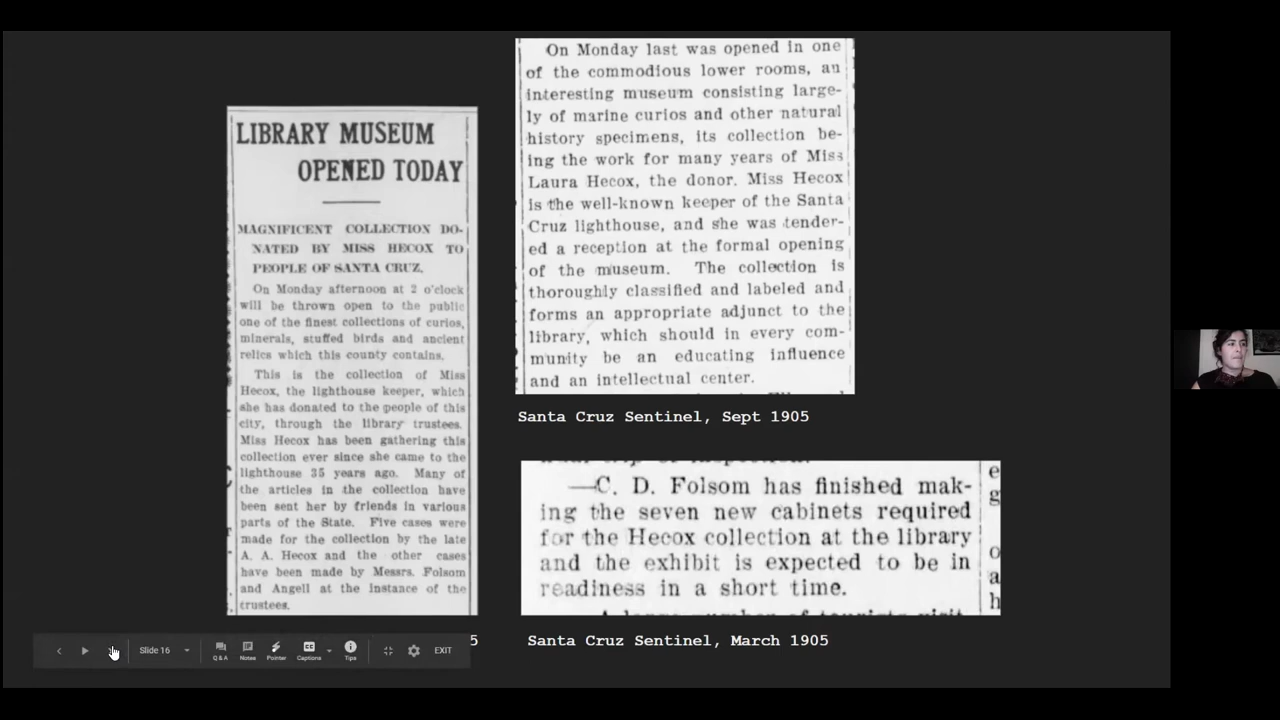 LIBRARY MUSEUM
OPENED TODAY
MAGNIFICENT COLLECTION DO-
NATED BY MISS HECOX TO
PEOPLE OF SANTA CRUZ.
On Monday afternoon at 2 o'clock
will be thrown open to the public
one of the finest collections of curios,
minerals, stuffed birds and ancient
relics which this county contains.
This is the collection of Miss
Hecox, the lighthouse keeper, which
she has donated to the people of this
city, through the library trustees.
Miss Hecox has been gathering this
collection ever since she came to the
lighthouse 35 years ago. Many of
the articles in the collection have
been sent her by friends in various
parts of the State. Five cases were
made for the collection by the late
A. A. Hecox and the other cases
have been made by Messrs. Folsom
and Angell at the instance of the
trustees.
5
On Monday last was opened in one
of the commodious lower rooms, an
interesting museum consisting large-
ly of marine curios and other natural
history specimens, its collection be-
ing the work for many years of Miss
Laura Hecox, the donor. Miss Hecox
is the well-known keeper of the Santa
Cruz lighthouse, and she was tender-
ed a reception at the formal opening
of the museum. The collection is
thoroughly classified and labeled and
forms an appropriate adjunct to the
library, which should in every com-
munity be an educating influence
and an intellectual center.
Santa Cruz Sentinel, Sept 1905
—C. D. Folsom has finished mak-
ing the seven new cabinets required
for the Hecox collection at the library
and the exhibit is expected to be in
readiness in a short time.
e
g
o
a
h
Santa Cruz Sentinel, March 1905
Slide 16
Q & A
Notes
Pointer
Captions
Tips
EXIT